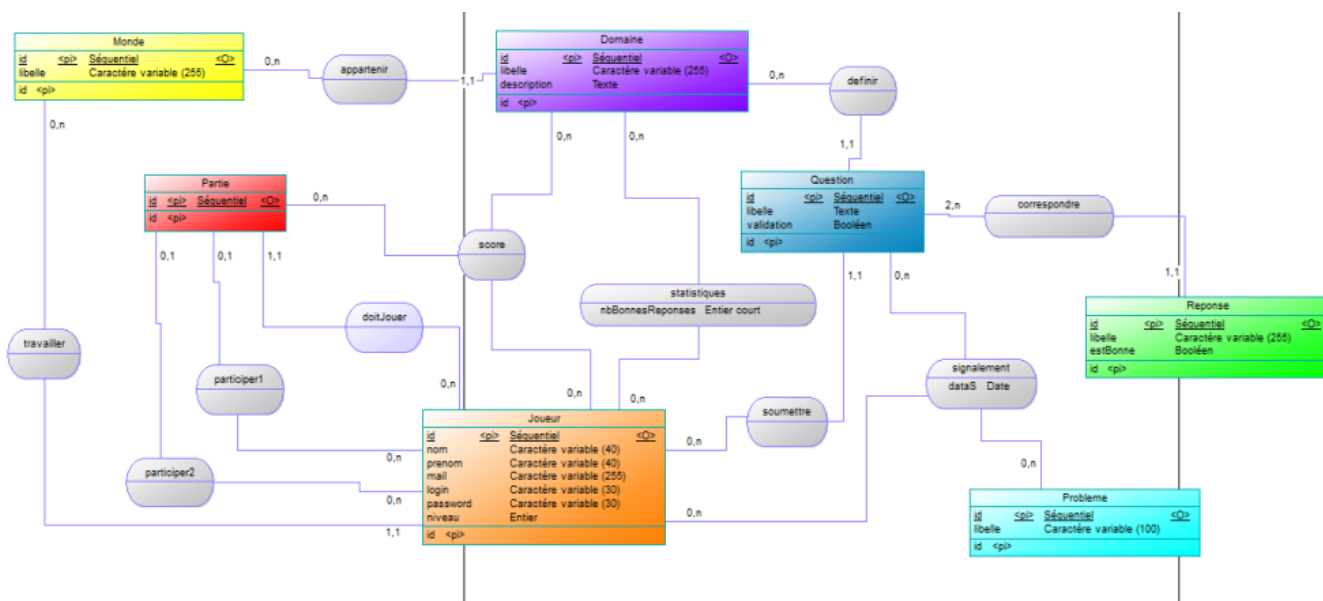 Monde
id <pi> Séquentiel <O>
libelle Caractère variable (255)
id <pi>
0,n
appartenir
1,1
Domaine
id <pi> Séquentiel <O>
libelle Caractère variable (255)
description Texte
id <pi>
0,n
definir
1,1
0,n
0,n
0,n
Partie
id <pi> Séquentiel <O>
id <pi>
0,n
score
Question
id <pi> Séquentiel <O>
libelle Texte
validation Booléen
id <pi>
2,n
correspondre
1,1
0,1
0,1
1,1
1,1
0,n
statistiques
nbBonnesReponses Entier court
Reponse
id <pi> Séquentiel <O>
libelle Caractère variable (255)
estBonne Booléen
id <pi>
doitJouer
travailler
participer1
signalement
dataS Date
0,n
0,n
0,n
soumettre
Joueur
id <pi> Séquentiel <O>
nom Caractère variable (40)
prenom Caractère variable (40)
mail Caractère variable (255)
login Caractère variable (30)
password Caractère variable (30)
niveau Entier
id <pi>
0,n
0,n
participer2
0,n
0,n
0,n
1,1
Probleme
id <pi> Séquentiel <O>
libelle Caractère variable (100)
id <pi>